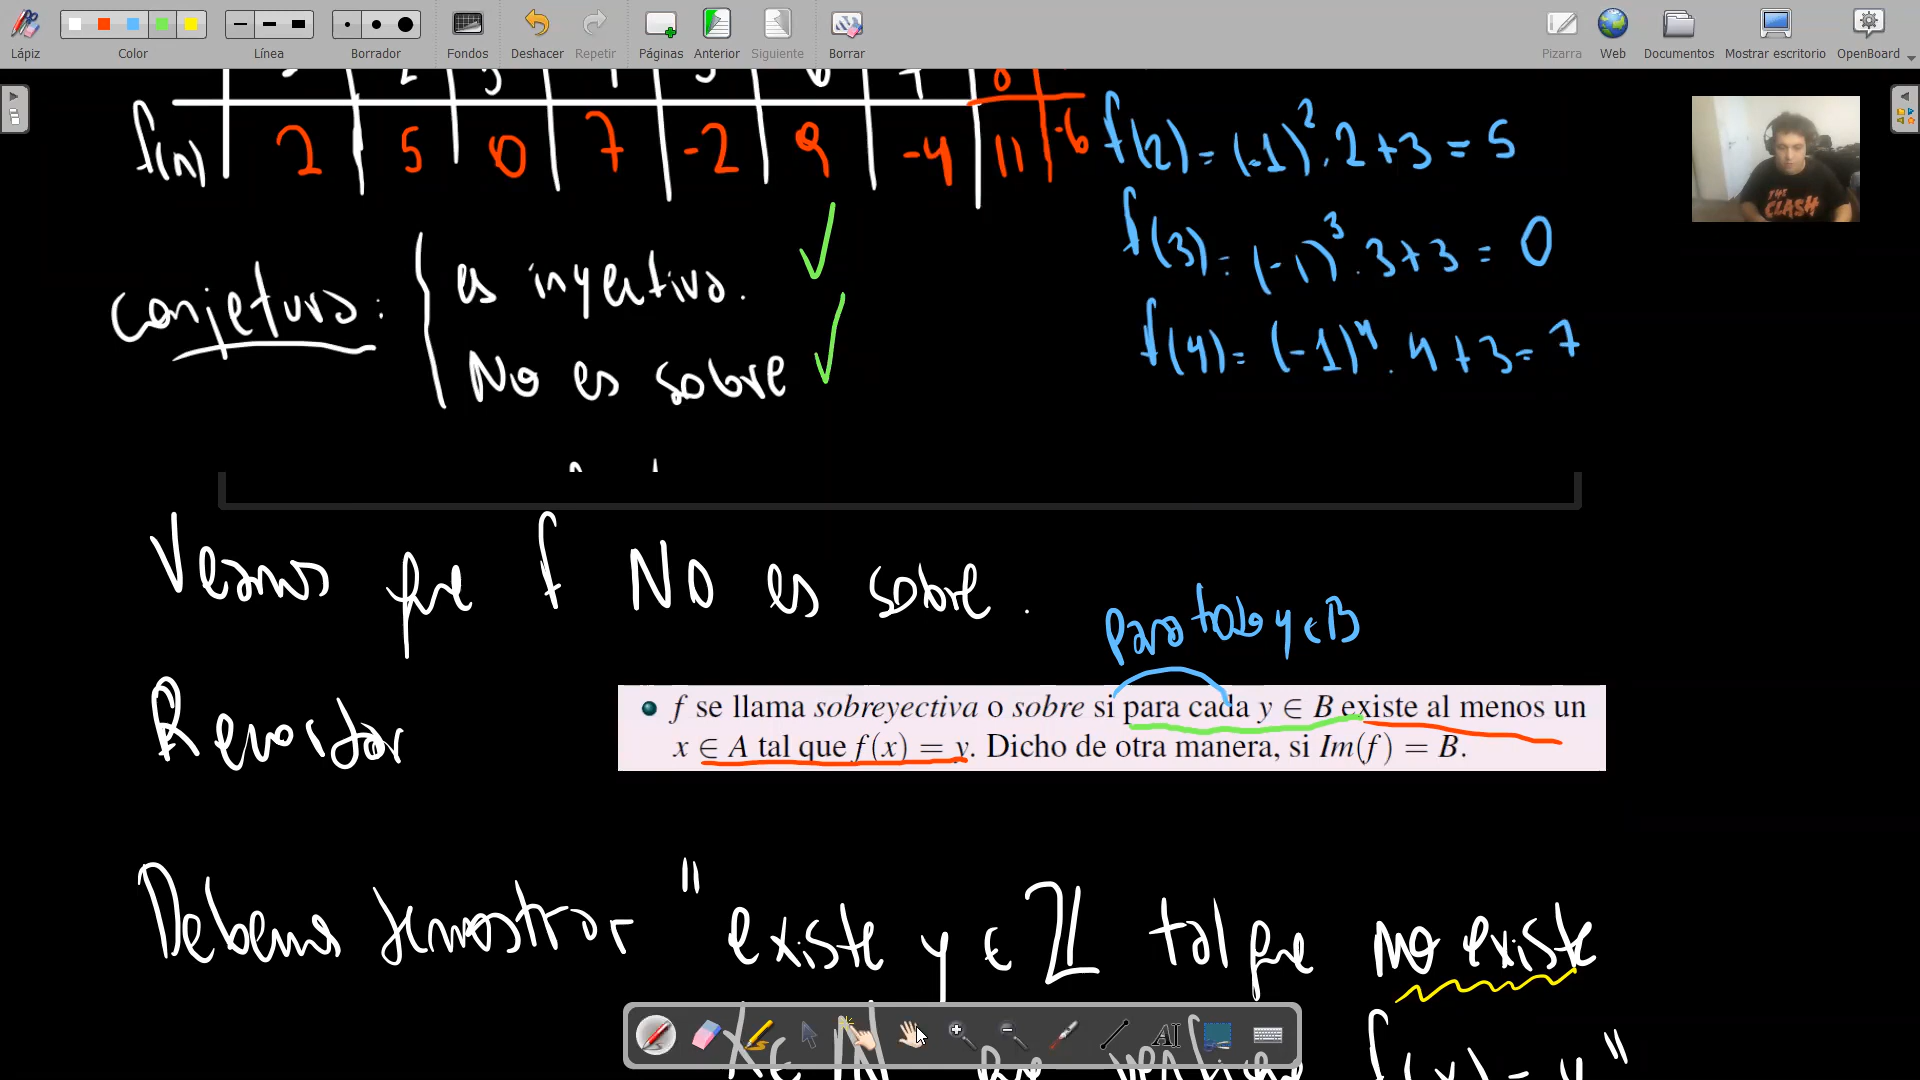 Lápiz Color Línea Borrador Fondos Deshacer Repetir Páginas Anterior Siguiente Borrar Pizarra Web Documentos Mostrar escritorio OpenBoard
f(n) 2 5 0 7 -2 9 -4 11 -6
f(2) = (-1)^2 . 2 + 3 = 5
f(3) = (-1)^3 . 3 + 3 = 0
f(4) = (-1)^4 . 4 + 3 = 7
THE CLASH
Conjetura: { es inyectiva. ✓
No es sobre ✓
Veamos que f NO es sobre.
para todo y ∈ B
Recordar
• f se llama sobreyectiva o sobre si para cada y ∈ B existe al menos un
x ∈ A tal que f(x) = y. Dicho de otra manera, si Im(f) = B.
Debemos demostrar "existe y ∈ ℤ tal que no existe
x ∈ ℕ que f(x) = y"